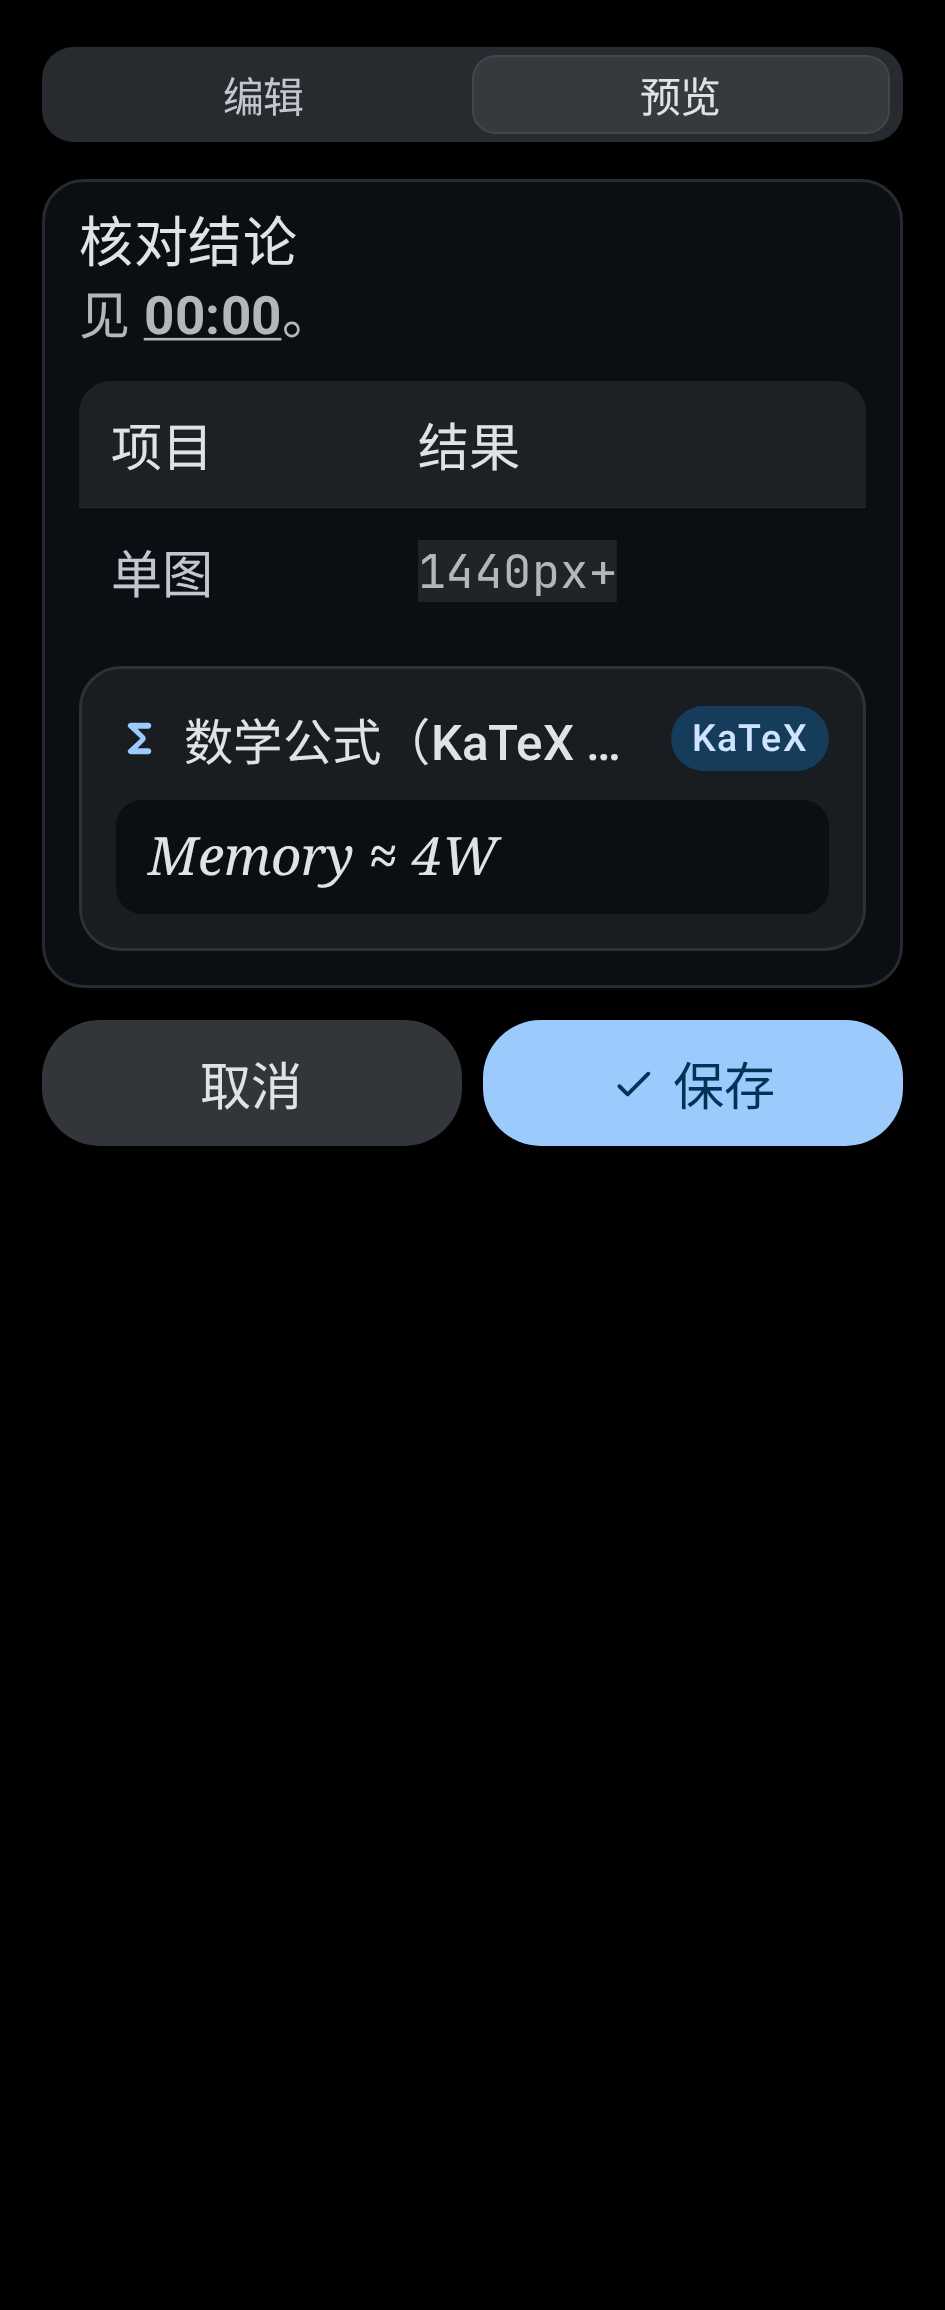 编辑
预览
核对结论
见 00:00。
项目 结果
单图 1440px+
数学公式（KaTeX … KaTeX
Memory ≈ 4W
取消
保存